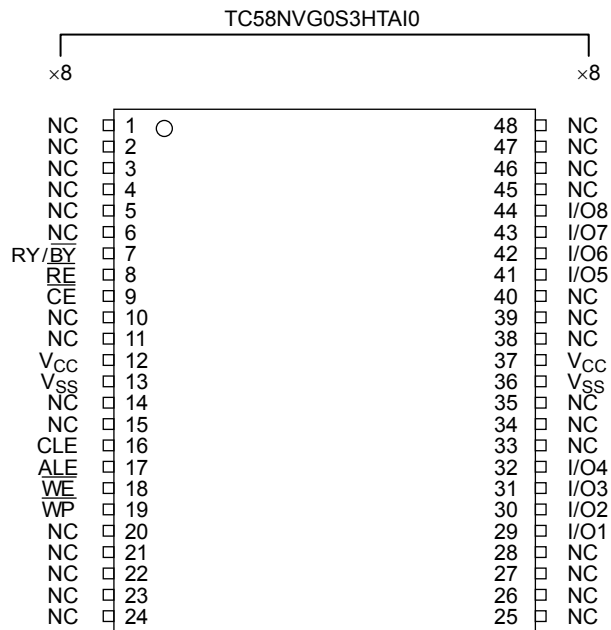 TC58NVG0S3HTAI0
×8 ×8
NC 1 48 NC
NC 2 47 NC
NC 3 46 NC
NC 4 45 NC
NC 5 44 I/O8
NC 6 43 I/O7
RY/B̅Y̅ 7 42 I/O6
R̅E̅ 8 41 I/O5
C̅E̅ 9 40 NC
NC 10 39 NC
NC 11 38 NC
VCC 12 37 VCC
VSS 13 36 VSS
NC 14 35 NC
NC 15 34 NC
CLE 16 33 NC
ALE 17 32 I/O4
W̅E̅ 18 31 I/O3
W̅P̅ 19 30 I/O2
NC 20 29 I/O1
NC 21 28 NC
NC 22 27 NC
NC 23 26 NC
NC 24 25 NC